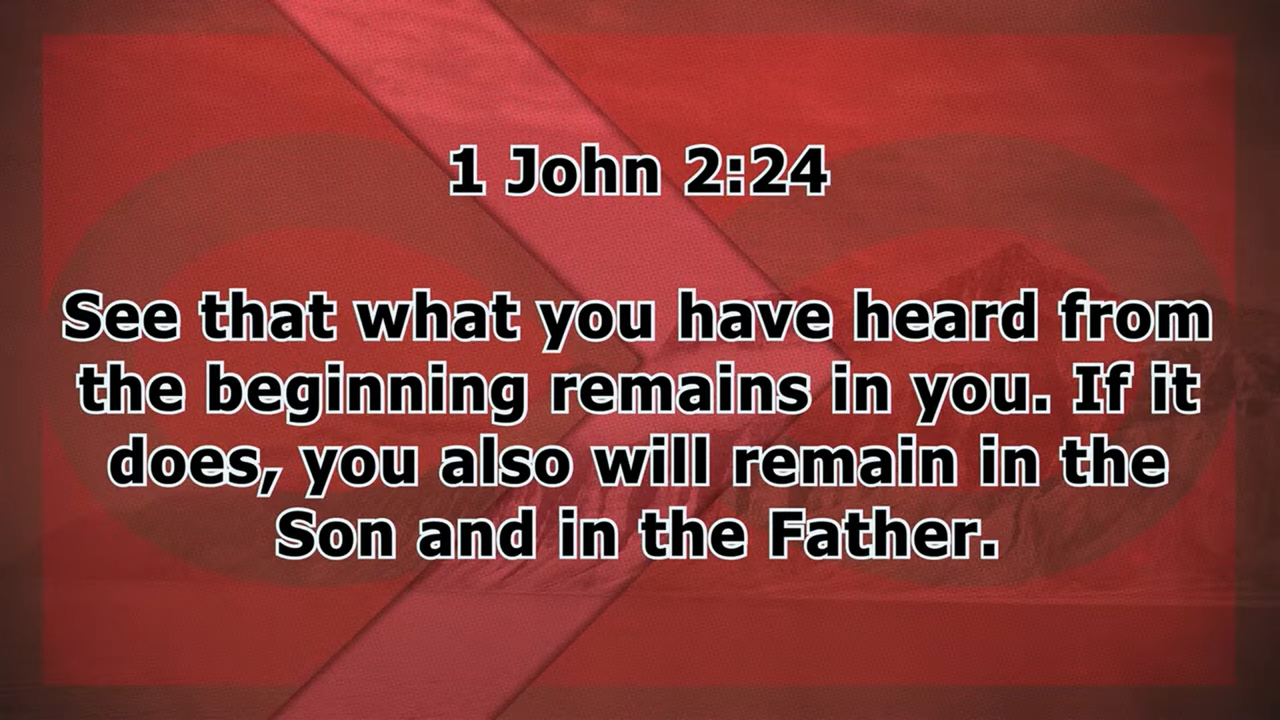 1 John 2:24
See that what you have heard from
the beginning remains in you. If it
does, you also will remain in the
Son and in the Father.